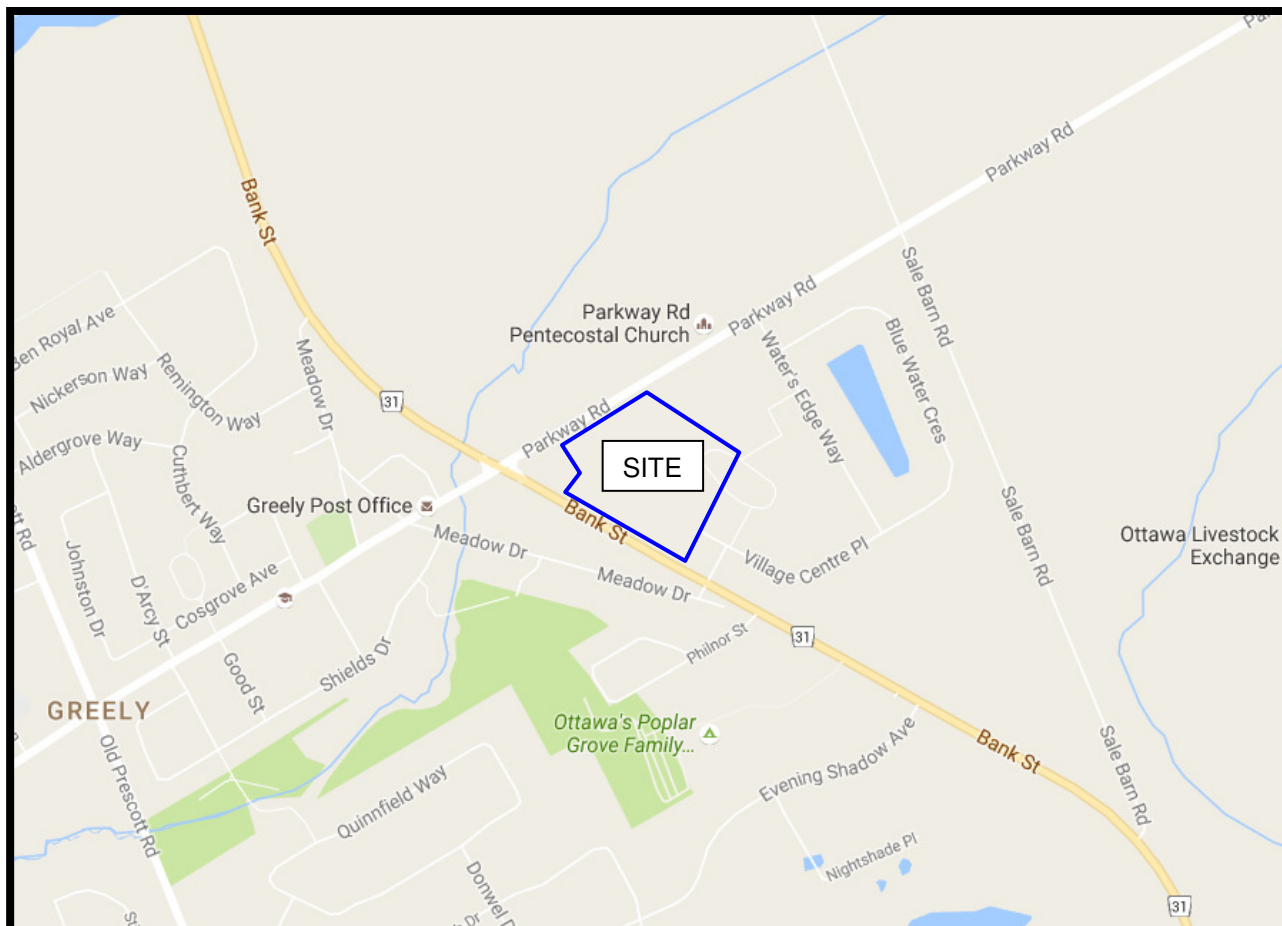 Parkway Rd
Bank St
Sale Barn Rd
Parkway Rd
Pentecostal Church
Parkway Rd
Ben Royal Ave
Nickerson Way
Remington Way
Meadow Dr
31
Water's Edge Way
Blue Water Cres
Parkway Rd
Aldergrove Way
Cuthbert Way
SITE
Greely Post Office
Bank St
Sale Barn Rd
Ottawa Livestock
Exchange
Meadow Dr
Village Centre Pl
Meadow Dr
Johnston Dr
D'Arcy St
Cosgrove Ave
Good St
Shields Dr
Philnor St
31
GREELY
Ottawa's Poplar
Grove Family...
Old Prescott Rd
Evening Shadow Ave
Bank St
Sale Barn Rd
Quinnfield Way
Nightshade Pl
Donwel D
Dr
31